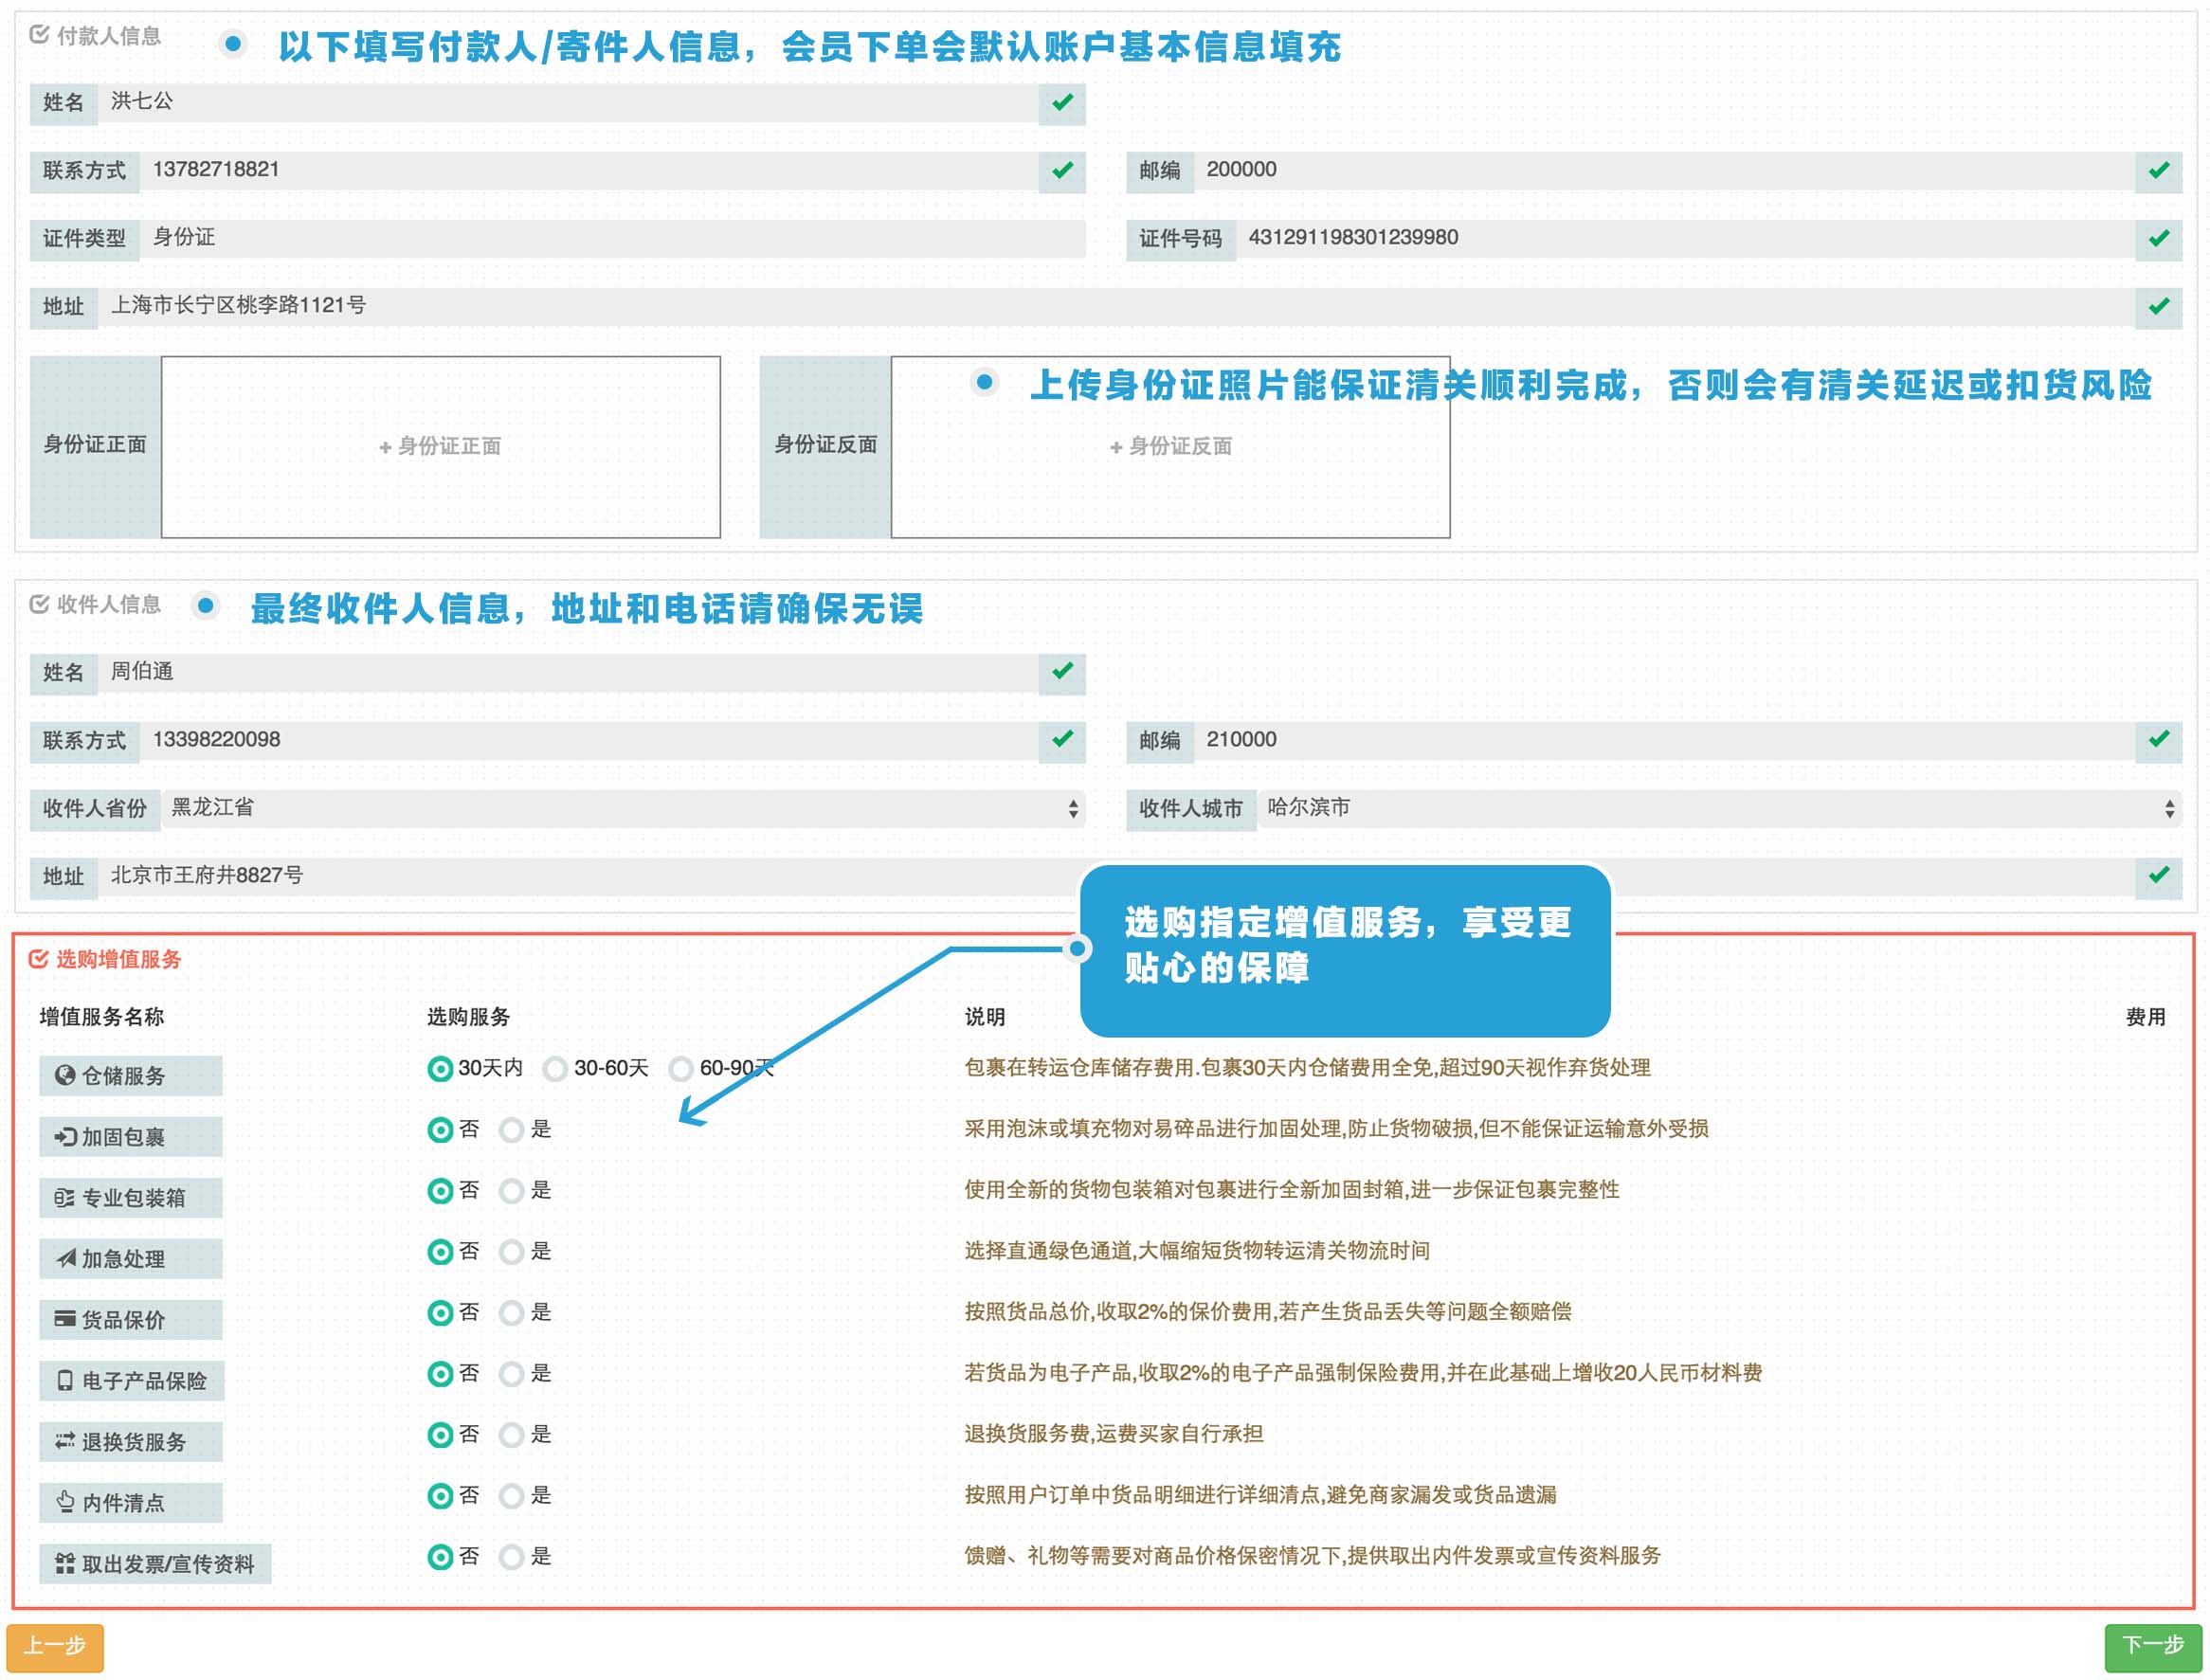 付款人信息
以下填写付款人/寄件人信息，会员下单会默认账户基本信息填充
姓名 洪七公
联系方式 13782718821 邮编 200000
证件类型 身份证 证件号码 431291198301239980
地址 上海市长宁区桃李路1121号
上传身份证照片能保证清关顺利完成，否则会有清关延迟或扣货风险
身份证正面 + 身份证正面 身份证反面 + 身份证反面
收件人信息
最终收件人信息，地址和电话请确保无误
姓名 周伯通
联系方式 13398220098 邮编 210000
收件人省份 黑龙江省 收件人城市 哈尔滨市
地址 北京市王府井8827号
选购指定增值服务，享受更
贴心的保障
选购增值服务
增值服务名称 选购服务 说明 费用
仓储服务 30天内 30-60天 60-90天 包裹在转运仓库储存费用.包裹30天内仓储费用全免,超过90天视作弃货处理
加固包裹 否 是 采用泡沫或填充物对易碎品进行加固处理,防止货物破损,但不能保证运输意外受损
专业包装箱 否 是 使用全新的货物包装箱对包裹进行全新加固封箱,进一步保证包裹完整性
加急处理 否 是 选择直通绿色通道,大幅缩短货物转运清关物流时间
货品保价 否 是 按照货品总价,收取2%的保价费用,若产生货品丢失等问题全额赔偿
电子产品保险 否 是 若货品为电子产品,收取2%的电子产品强制保险费用,并在此基础上增收20人民币材料费
退换货服务 否 是 退换货服务费,运费买家自行承担
内件清点 否 是 按照用户订单中货品明细进行详细清点,避免商家漏发或货品遗漏
取出发票/宣传资料 否 是 馈赠、礼物等需要对商品价格保密情况下,提供取出内件发票或宣传资料服务
上一步 下一步